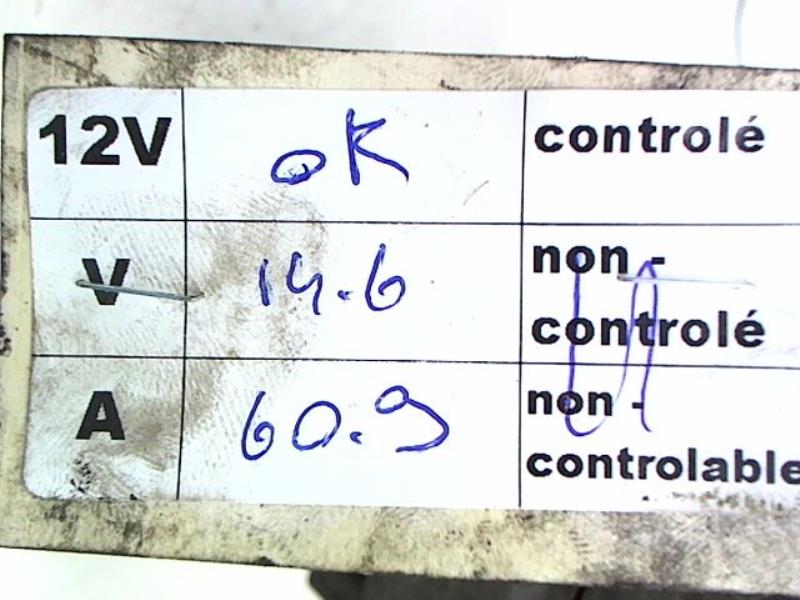 12V oK controlé
V 14.6 non -
controlé
A 60.9 non -
controlable